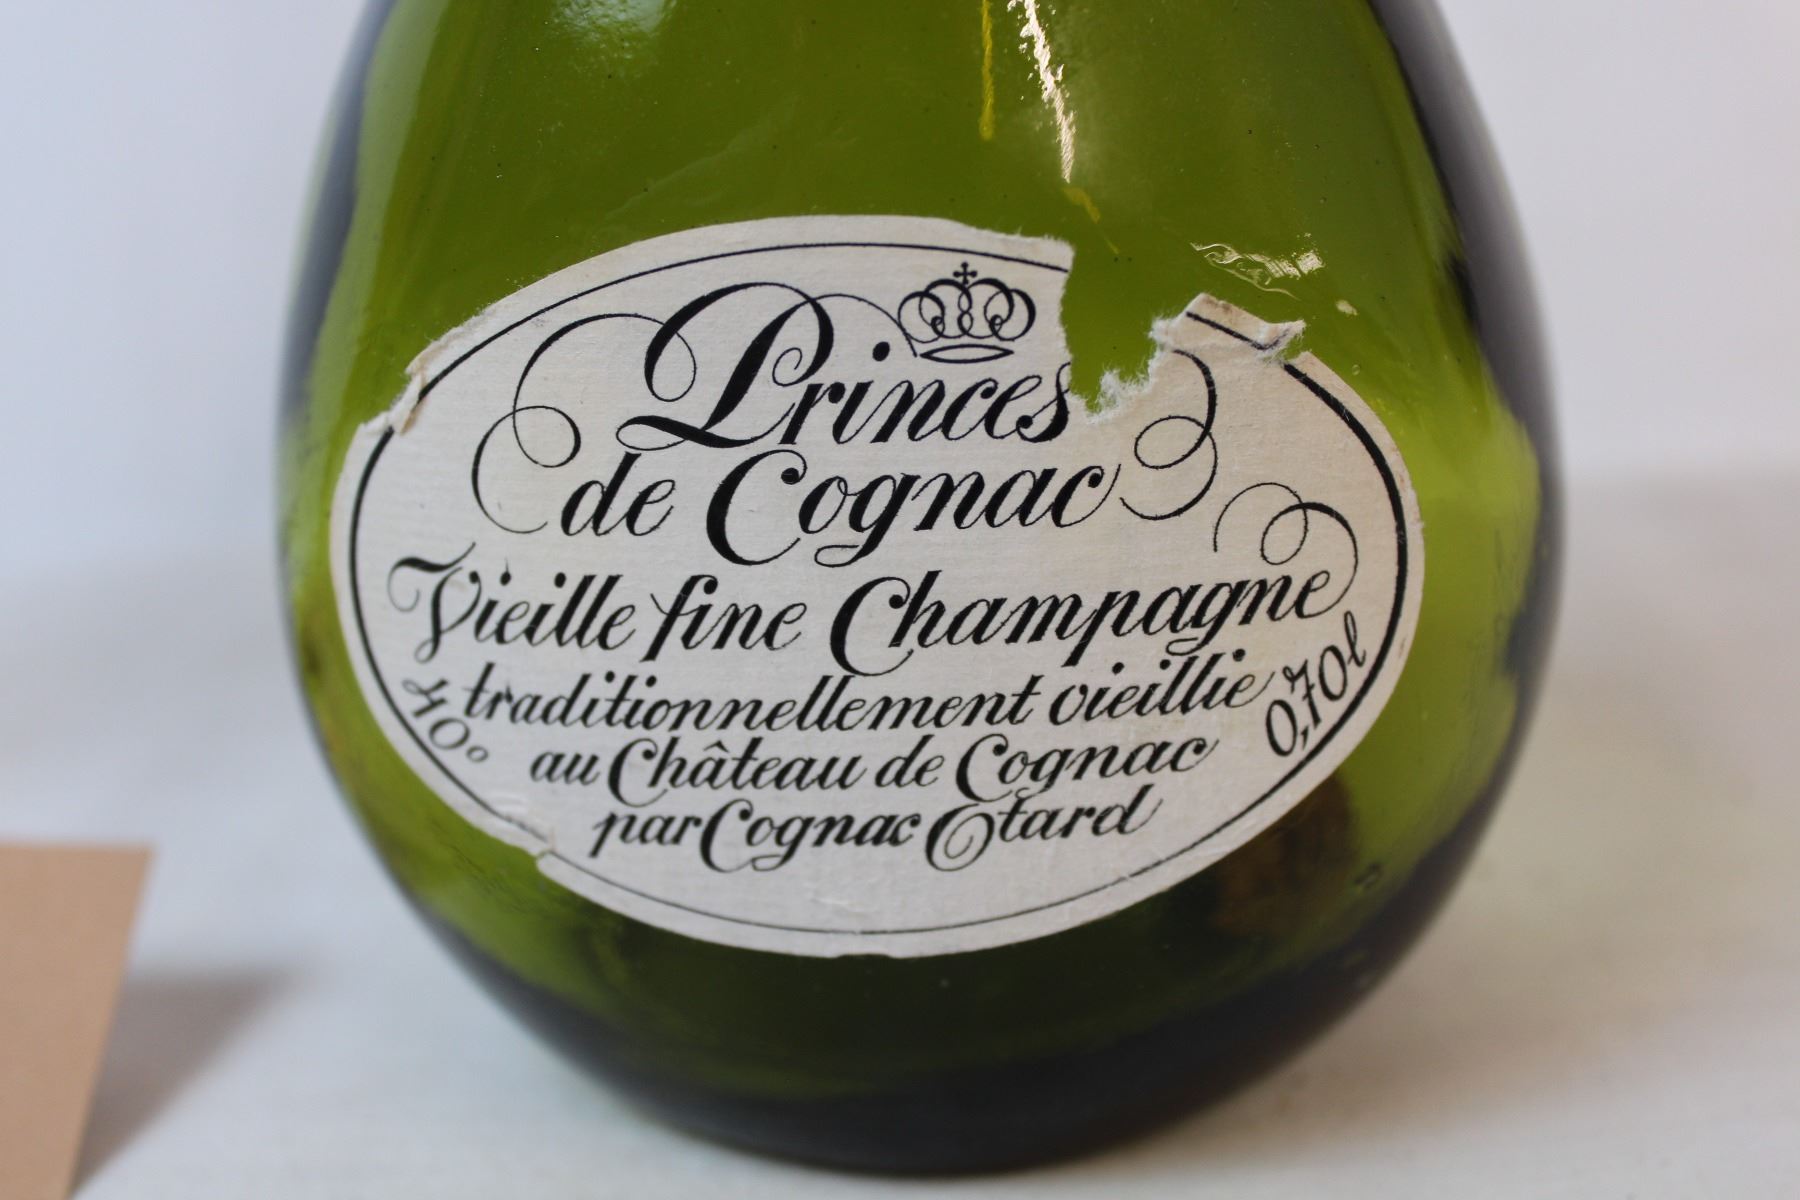 Princes
de Cognac
Vieille fine Champagne
traditionnellement vieillie
au Château de Cognac
par Cognac Otard
40°
0,70l